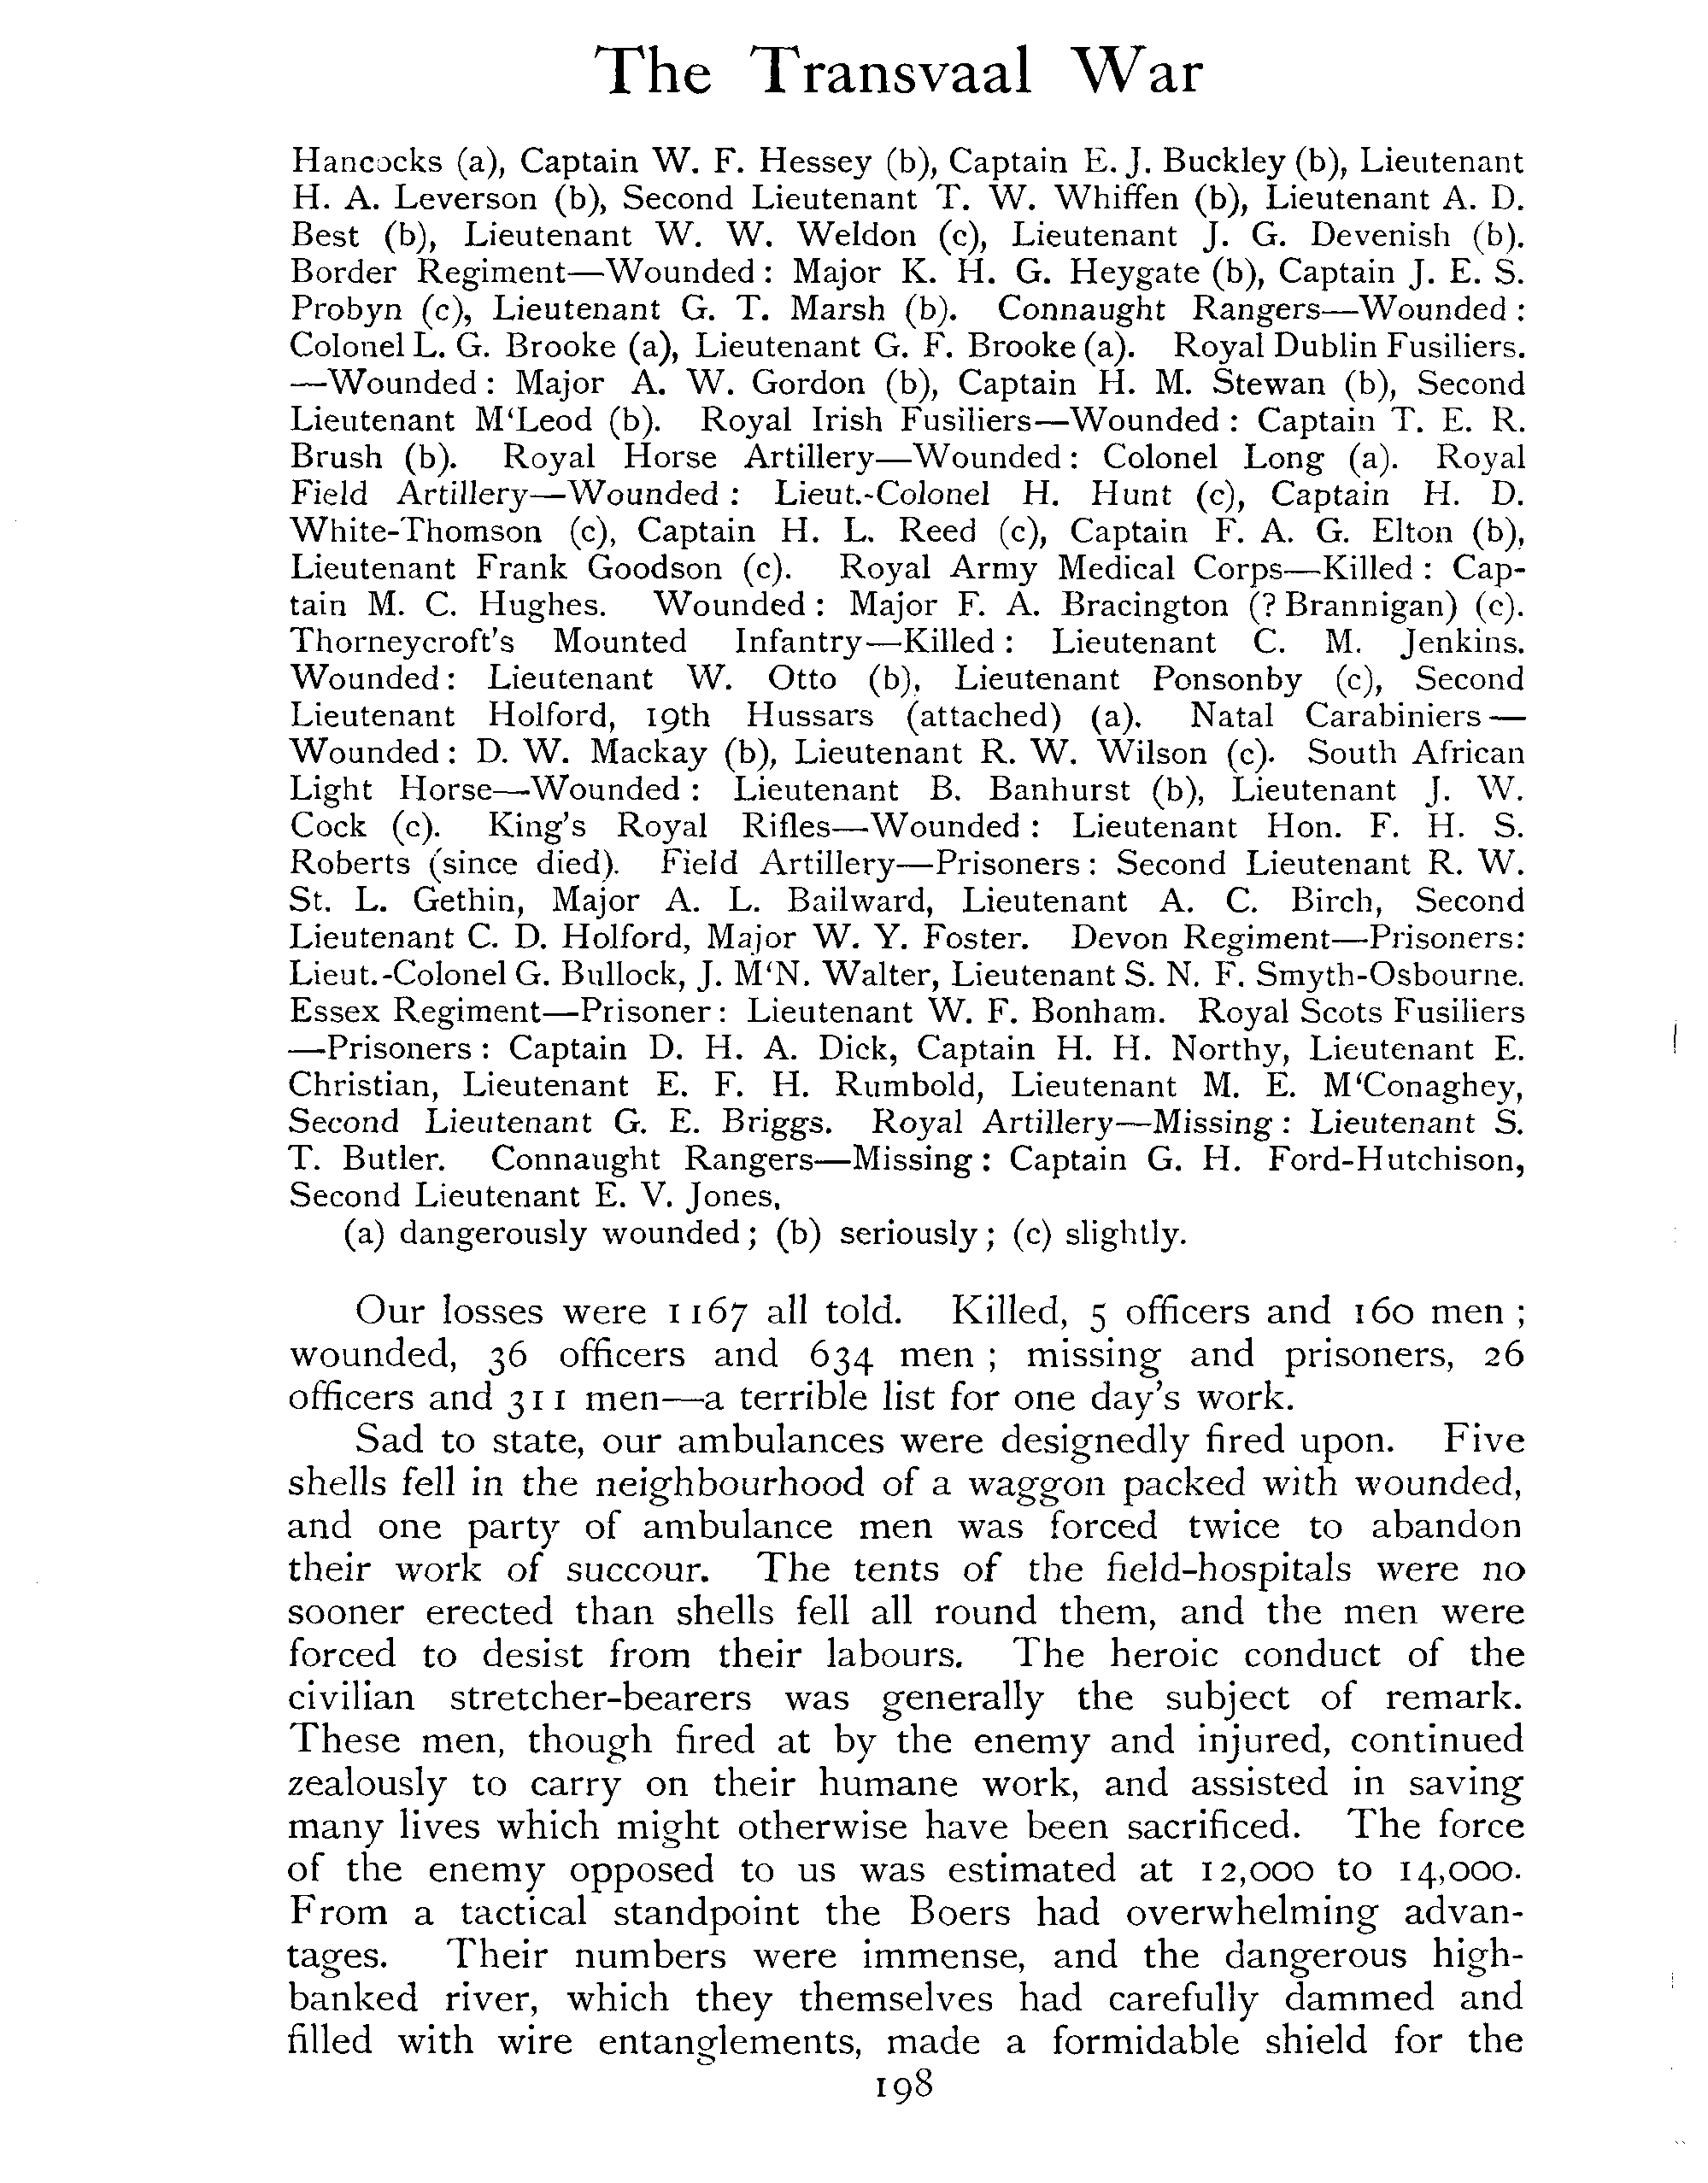 The Transvaal War
Hancocks (a), Captain W. F. Hessey (b), Captain E. J. Buckley (b), Lieutenant
H. A. Leverson (b), Second Lieutenant T. W. Whiffen (b), Lieutenant A. D.
Best (b), Lieutenant W. W. Weldon (c), Lieutenant J. G. Devenish (b).
Border Regiment—Wounded : Major K. H. G. Heygate (b), Captain J. E. S.
Probyn (c), Lieutenant G. T. Marsh (b). Connaught Rangers—Wounded :
Colonel L. G. Brooke (a), Lieutenant G. F. Brooke (a). Royal Dublin Fusiliers.
—Wounded : Major A. W. Gordon (b), Captain H. M. Stewan (b), Second
Lieutenant M‘Leod (b). Royal Irish Fusiliers—Wounded : Captain T. E. R.
Brush (b). Royal Horse Artillery—Wounded : Colonel Long (a). Royal
Field Artillery—Wounded : Lieut.-Colonel H. Hunt (c), Captain H. D.
White-Thomson (c), Captain H. L. Reed (c), Captain F. A. G. Elton (b),
Lieutenant Frank Goodson (c). Royal Army Medical Corps—Killed : Cap-
tain M. C. Hughes. Wounded : Major F. A. Bracington (? Brannigan) (c).
Thorneycroft's Mounted Infantry—Killed : Lieutenant C. M. Jenkins.
Wounded : Lieutenant W. Otto (b), Lieutenant Ponsonby (c), Second
Lieutenant Holford, 19th Hussars (attached) (a). Natal Carabiniers—
Wounded : D. W. Mackay (b), Lieutenant R. W. Wilson (c). South African
Light Horse—Wounded : Lieutenant B. Banhurst (b), Lieutenant J. W.
Cock (c). King's Royal Rifles—Wounded : Lieutenant Hon. F. H. S.
Roberts (since died). Field Artillery—Prisoners : Second Lieutenant R. W.
St. L. Gethin, Major A. L. Bailward, Lieutenant A. C. Birch, Second
Lieutenant C. D. Holford, Major W. Y. Foster. Devon Regiment—Prisoners:
Lieut.-Colonel G. Bullock, J. M‘N. Walter, Lieutenant S. N. F. Smyth-Osbourne.
Essex Regiment—Prisoner : Lieutenant W. F. Bonham. Royal Scots Fusiliers
—Prisoners : Captain D. H. A. Dick, Captain H. H. Northy, Lieutenant E.
Christian, Lieutenant E. F. H. Rumbold, Lieutenant M. E. M‘Conaghey,
Second Lieutenant G. E. Briggs. Royal Artillery—Missing : Lieutenant S.
T. Butler. Connaught Rangers—Missing : Captain G. H. Ford-Hutchison,
Second Lieutenant E. V. Jones,
(a) dangerously wounded ; (b) seriously ; (c) slightly.
Our losses were 1167 all told. Killed, 5 officers and 160 men ;
wounded, 36 officers and 634 men ; missing and prisoners, 26
officers and 311 men—a terrible list for one day's work.
Sad to state, our ambulances were designedly fired upon. Five
shells fell in the neighbourhood of a waggon packed with wounded,
and one party of ambulance men was forced twice to abandon
their work of succour. The tents of the field-hospitals were no
sooner erected than shells fell all round them, and the men were
forced to desist from their labours. The heroic conduct of the
civilian stretcher-bearers was generally the subject of remark.
These men, though fired at by the enemy and injured, continued
zealously to carry on their humane work, and assisted in saving
many lives which might otherwise have been sacrificed. The force
of the enemy opposed to us was estimated at 12,000 to 14,000.
From a tactical standpoint the Boers had overwhelming advan-
tages. Their numbers were immense, and the dangerous high-
banked river, which they themselves had carefully dammed and
filled with wire entanglements, made a formidable shield for the
198